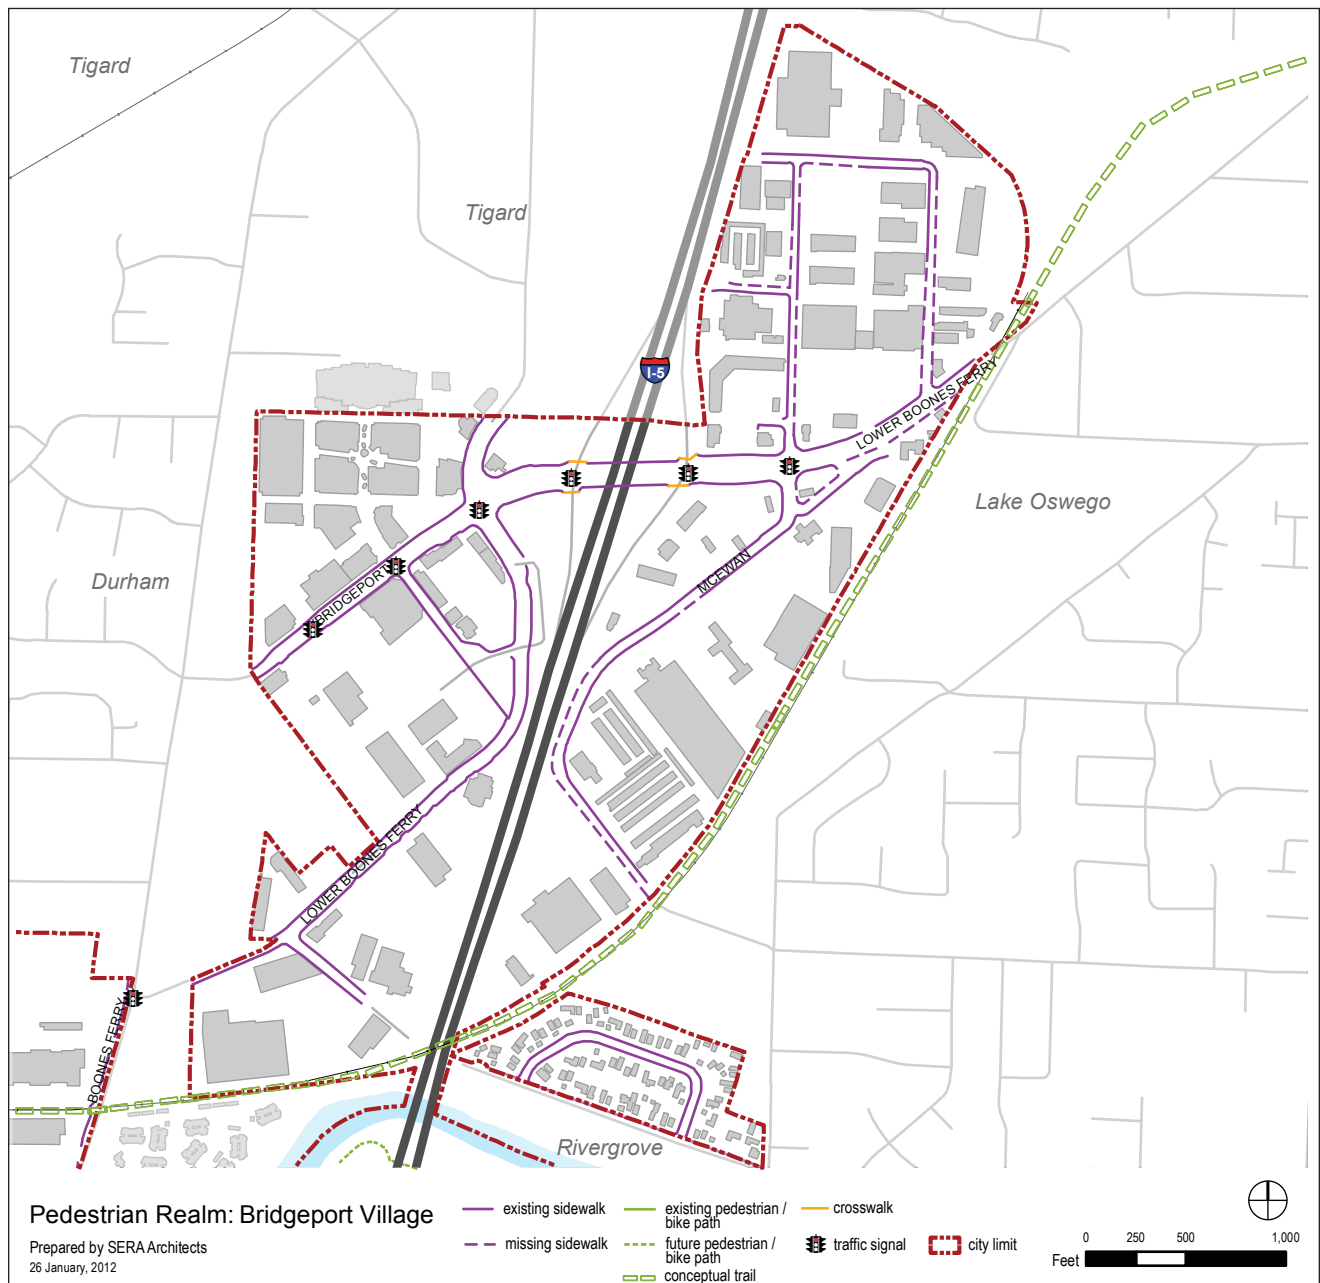 Tigard
Tigard
I-5
LOWER BOONES FERRY
Lake Oswego
MCEWAN
Durham
BRIDGEPORT
LOWER BOONES FERRY
BOONES FERRY
Rivergrove
Pedestrian Realm: Bridgeport Village
Prepared by SERA Architects
26 January, 2012
existing sidewalk
missing sidewalk
existing pedestrian /
bike path
future pedestrian /
bike path
conceptual trail
crosswalk
traffic signal
city limit
0 250 500 1,000
Feet